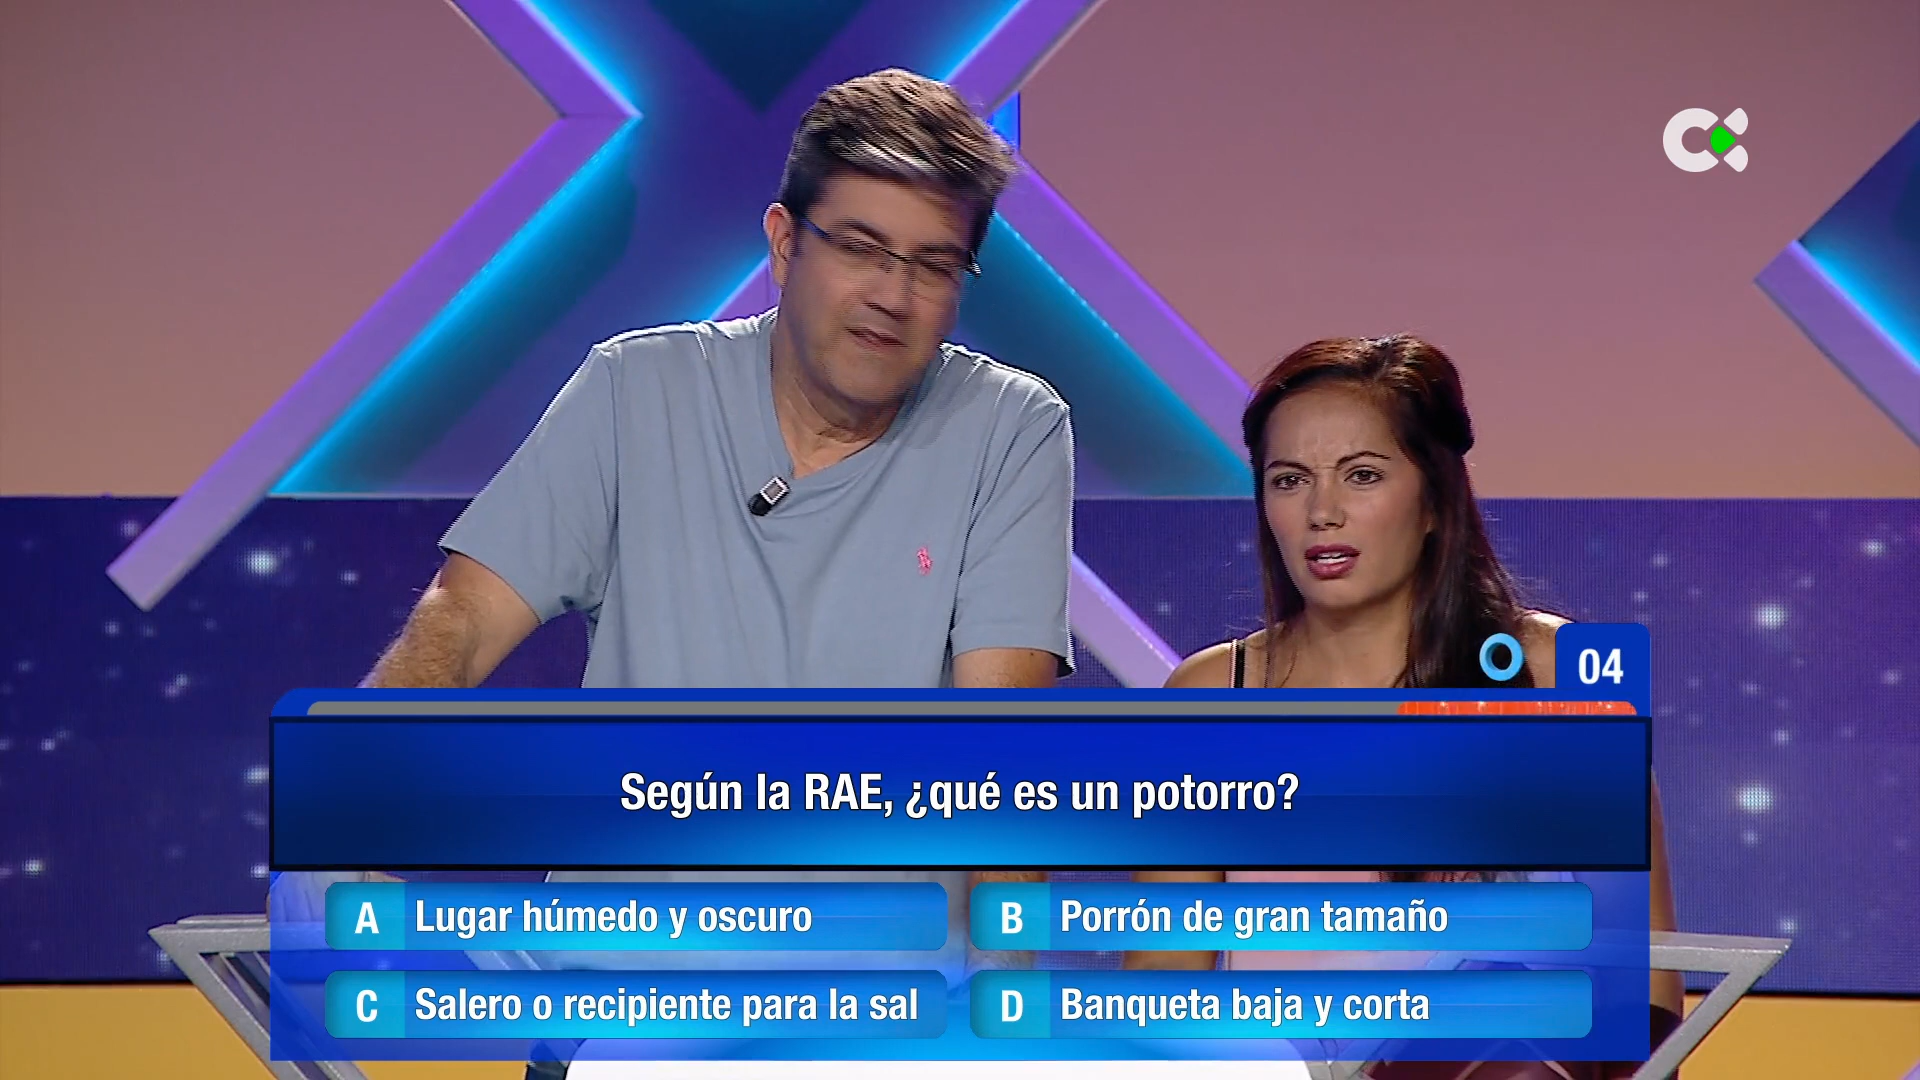 04
Según la RAE, ¿qué es un potorro?
A Lugar húmedo y oscuro
B Porrón de gran tamaño
C Salero o recipiente para la sal
D Banqueta baja y corta